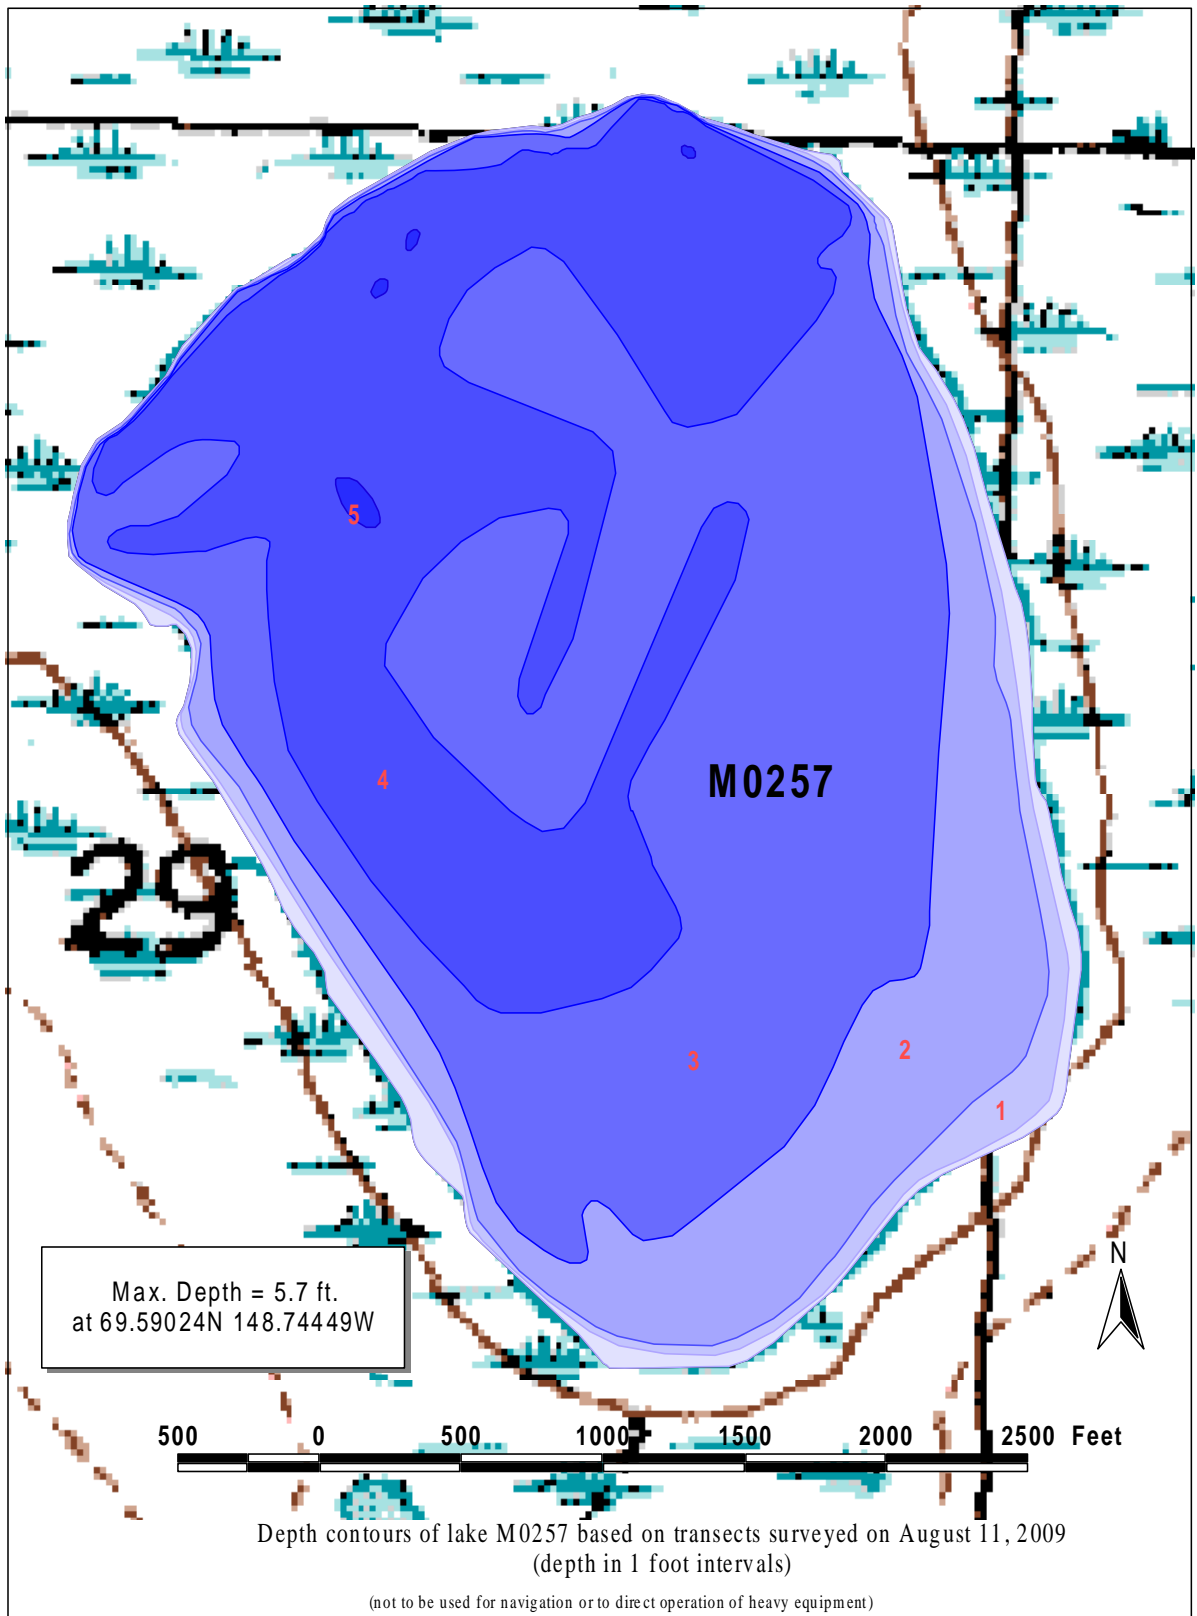 5
4
M0257
29
3
2
1
N
Max. Depth = 5.7 ft.
at 69.59024N 148.74449W
500 0 500 1000 1500 2000 2500 Feet
Depth contours of lake M0257 based on transects surveyed on August 11, 2009
(depth in 1 foot intervals)
(not to be used for navigation or to direct operation of heavy equipment)